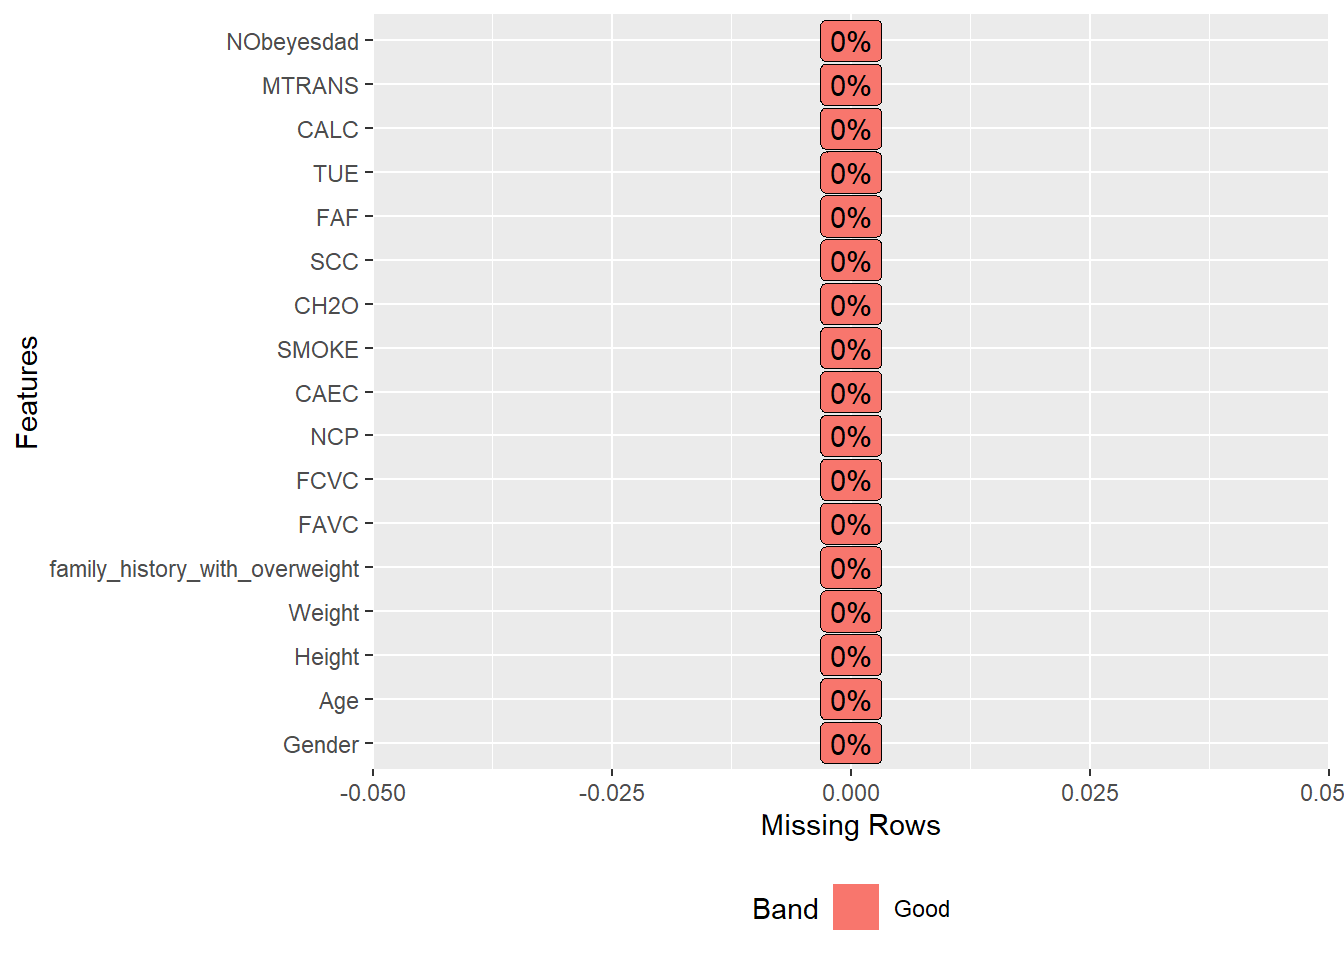 NObeyesdad 0%
MTRANS 0%
CALC 0%
TUE 0%
FAF 0%
SCC 0%
CH2O 0%
SMOKE 0%
CAEC 0%
NCP 0%
FCVC 0%
FAVC 0%
family_history_with_overweight 0%
Weight 0%
Height 0%
Age 0%
Gender 0%
Features
-0.050 -0.025 0.000 0.025 0.05
Missing Rows
Band Good